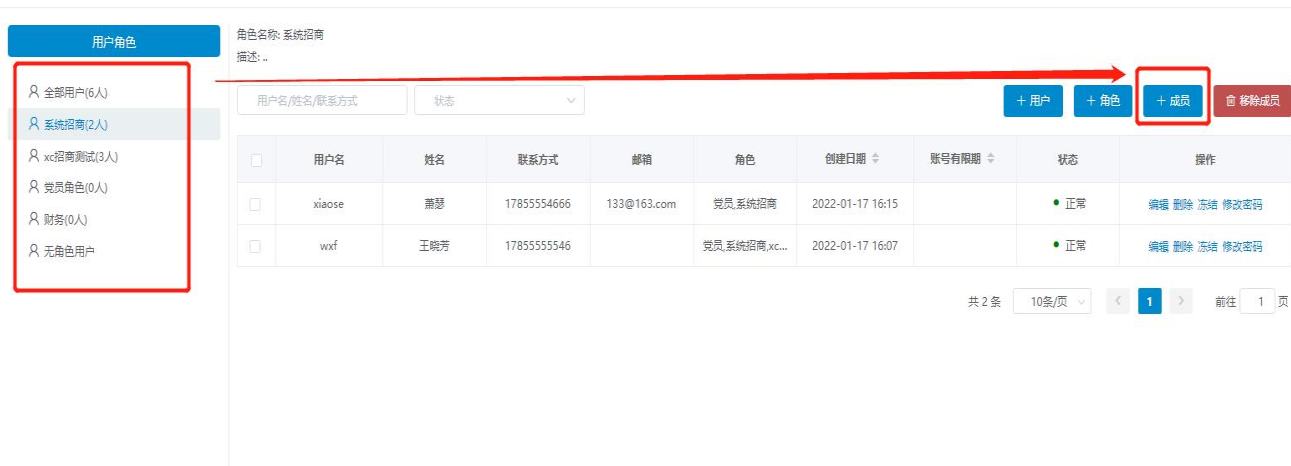 用户角色
全部用户(6人)
系统招商(2人)
xc招商测试(3人)
党员角色(0人)
财务(0人)
无角色用户
角色名称: 系统招商
描述: ..
用户名/姓名/联系方式 状态 + 用户 + 角色 + 成员 移除成员
用户名 姓名 联系方式 邮箱 角色 创建日期 账号有限期 状态 操作
xiaose 萧瑟 17855554666 133@163.com 党员,系统招商 2022-01-17 16:15 正常 编辑 删除 冻结 修改密码
wxf 王晓芳 17855555546 党员,系统招商,xc... 2022-01-17 16:07 正常 编辑 删除 冻结 修改密码
共 2 条 10条/页 1 前往 1 页